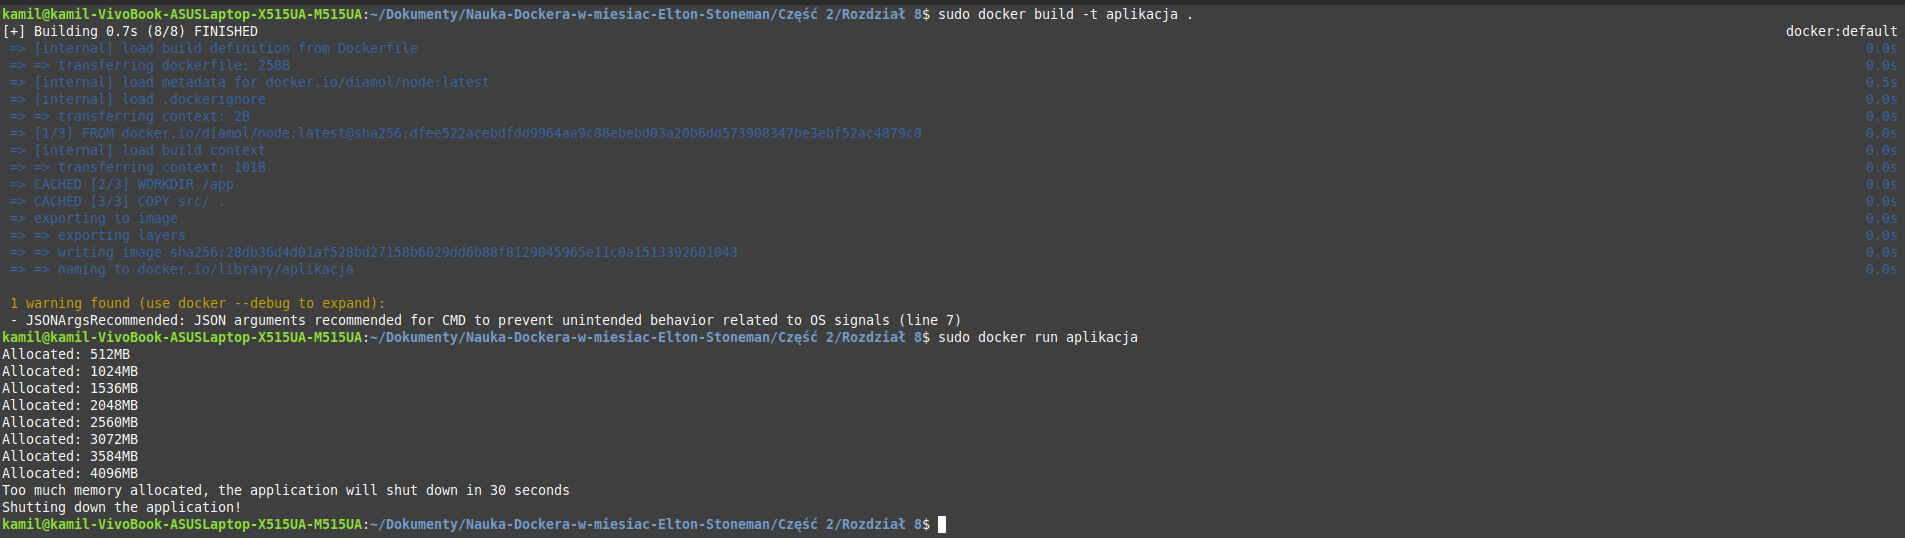 kamil@kamil-VivoBook-ASUSLaptop-X515UA-M515UA:~/Dokumenty/Nauka-Dockera-w-miesiac-Elton-Stoneman/Część 2/Rozdział 8$ sudo docker build -t aplikacja .
[+] Building 0.7s (8/8) FINISHED docker:default
=> [internal] load build definition from Dockerfile 0.0s
=> => transferring dockerfile: 258B 0.0s
=> [internal] load metadata for docker.io/diamol/node:latest 0.5s
=> [internal] load .dockerignore 0.0s
=> => transferring context: 2B 0.0s
=> [1/3] FROM docker.io/diamol/node:latest@sha256:dfee522acebdfdd9964aa9c88ebebd03a20b6dd573908347be3ebf52ac4879c8 0.0s
=> [internal] load build context 0.0s
=> => transferring context: 101B 0.0s
=> CACHED [2/3] WORKDIR /app 0.0s
=> CACHED [3/3] COPY src/ . 0.0s
=> exporting to image 0.0s
=> => exporting layers 0.0s
=> => writing image sha256:28db36d4d01af528bd27158b6029dd6b88f8129045965e11c0a1513392601043 0.0s
=> => naming to docker.io/library/aplikacja 0.0s
1 warning found (use docker --debug to expand):
- JSONArgsRecommended: JSON arguments recommended for CMD to prevent unintended behavior related to OS signals (line 7)
kamil@kamil-VivoBook-ASUSLaptop-X515UA-M515UA:~/Dokumenty/Nauka-Dockera-w-miesiac-Elton-Stoneman/Część 2/Rozdział 8$ sudo docker run aplikacja
Allocated: 512MB
Allocated: 1024MB
Allocated: 1536MB
Allocated: 2048MB
Allocated: 2560MB
Allocated: 3072MB
Allocated: 3584MB
Allocated: 4096MB
Too much memory allocated, the application will shut down in 30 seconds
Shutting down the application!
kamil@kamil-VivoBook-ASUSLaptop-X515UA-M515UA:~/Dokumenty/Nauka-Dockera-w-miesiac-Elton-Stoneman/Część 2/Rozdział 8$